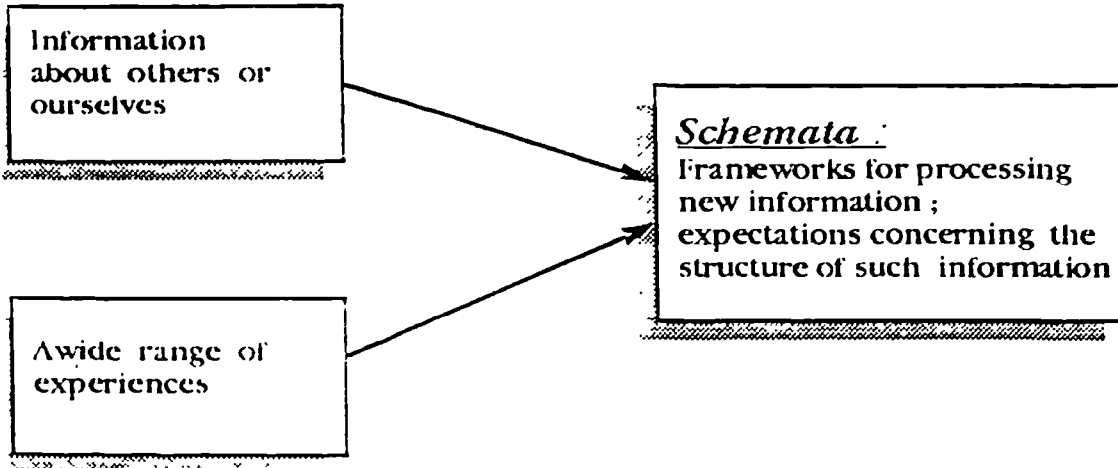 Information
about others or
ourselves
Schemata :
Frameworks for processing
new information ;
expectations concerning the
structure of such information
Awide range of
experiences